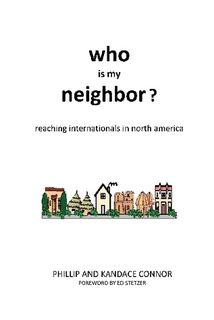 who
is my
neighbor ?
reaching internationals in north america
PHILLIP AND KANDACE CONNOR
FOREWORD BY ED STETZER